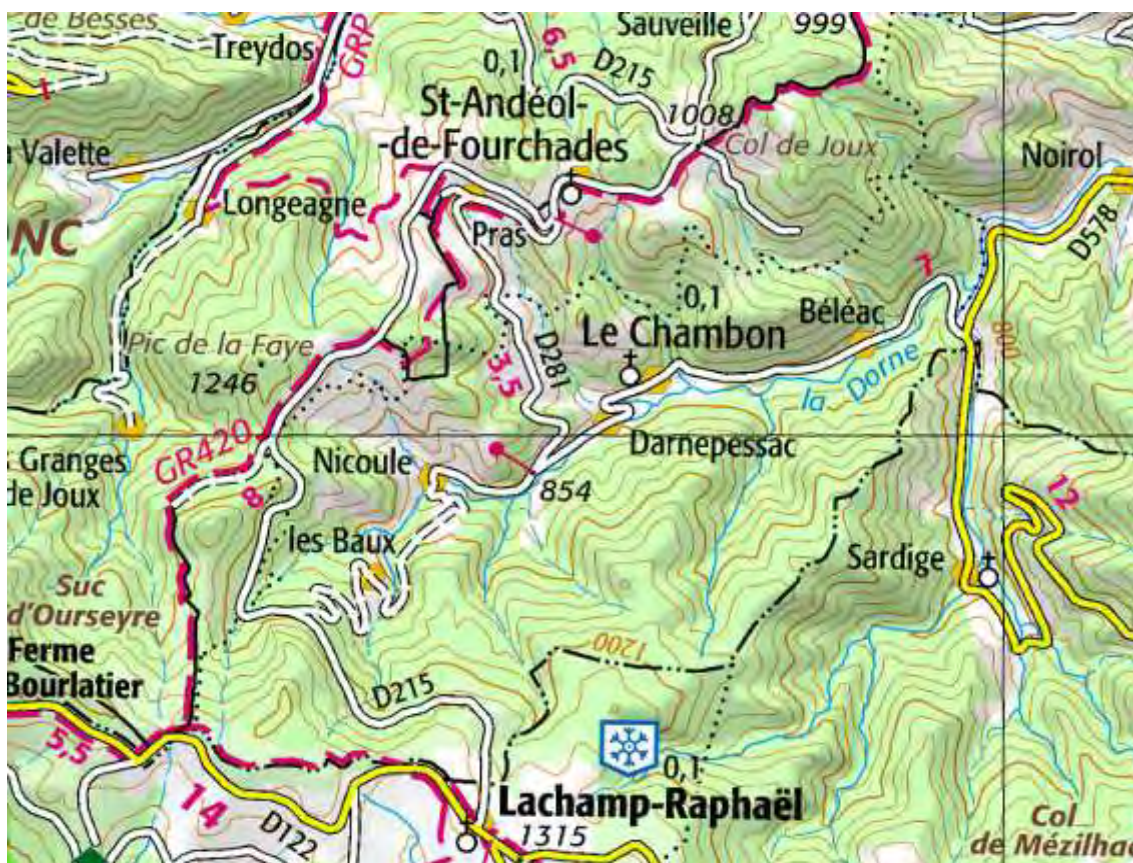 de Besses
Treydos
GRP
6,5
0,1
Sauveille
999
D215
1
St-Andéol-
-de-Fourchades
1008
Col de Joux
Valette
Noirol
Longeagne
NC
Pras
D578
7
0,1
Béléac
Pic de la Faye
1246
D281
3,5
Le Chambon
800
la Dorne
GR420
Darnepessac
Granges
de Joux
8
Nicoule
854
12
les Baux
Sardige
Suc
d'Ourseyre
1200
Ferme
Bourlatier
D215
5,5
14
0,1
D122
Lachamp-Raphaël
1315
Col
de Mézilhac